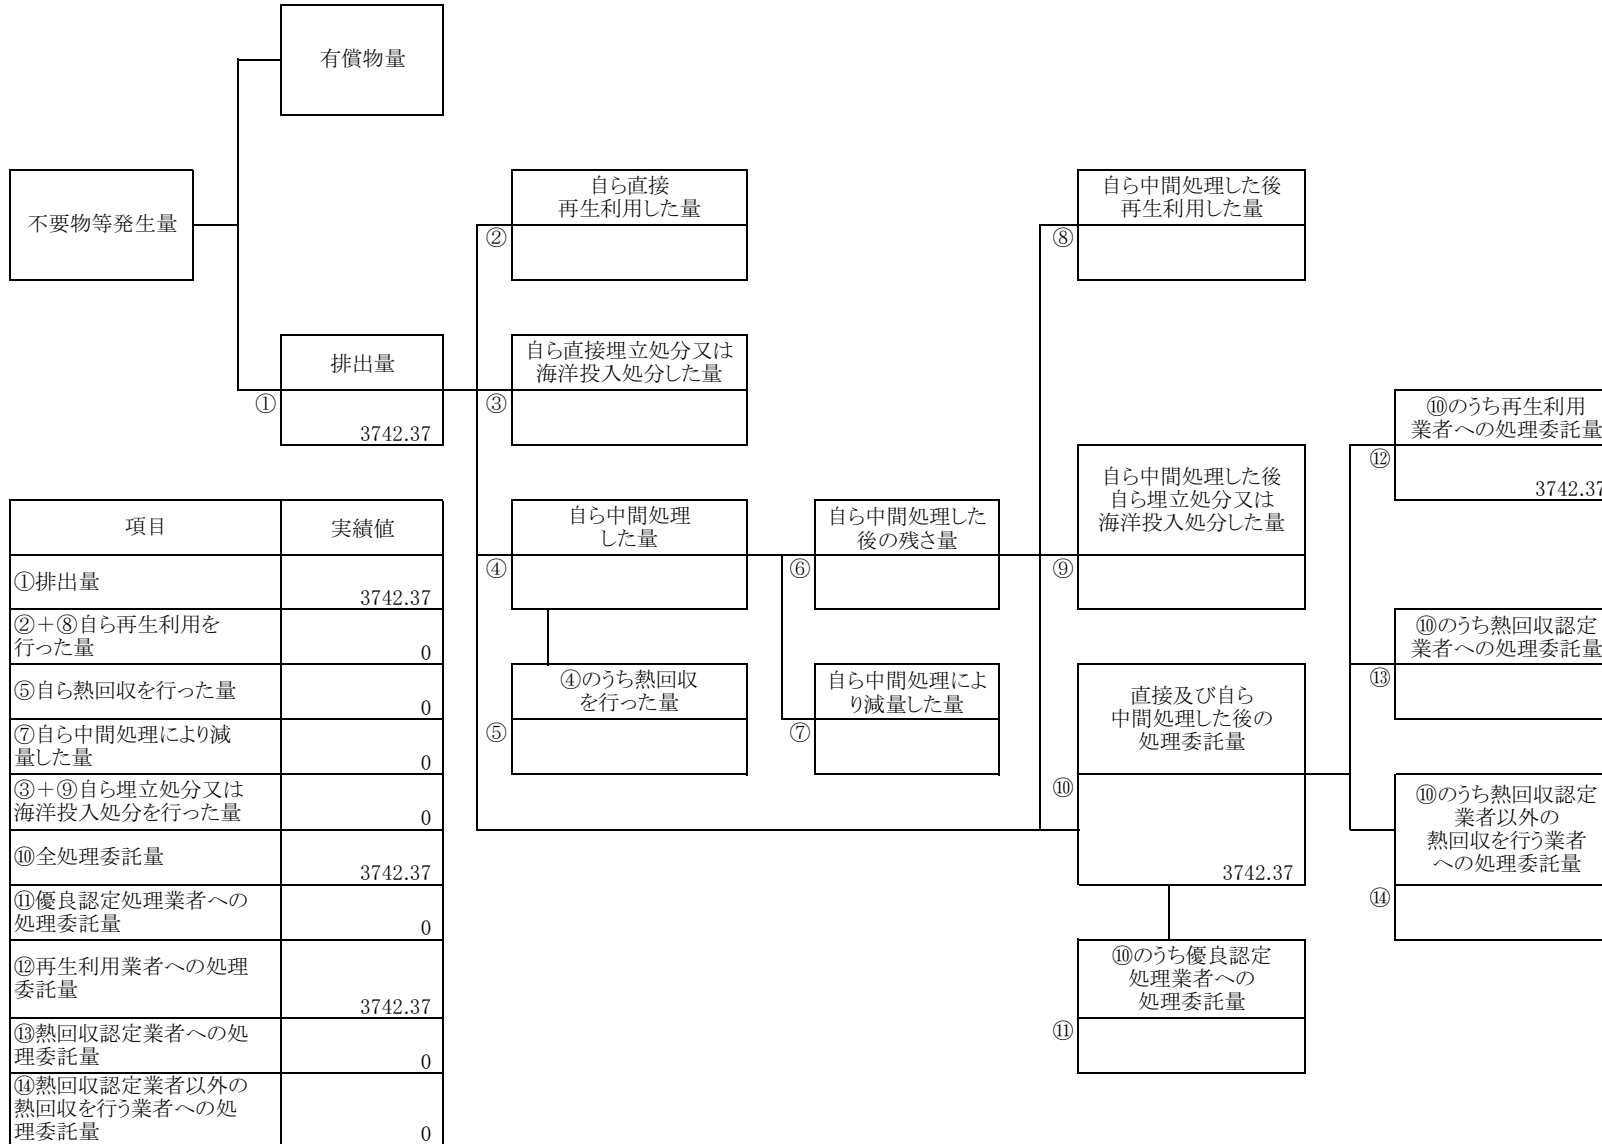 有償物量
不要物等発生量
自ら直接
再生利用した量
②
自ら中間処理した後
再生利用した量
⑧
排出量
①
3742.37
自ら直接埋立処分又は
海洋投入処分した量
③
⑩のうち再生利用
業者への処理委託量
⑫
3742.37
自ら中間処理
した量
④
自ら中間処理した
後の残さ量
⑥
自ら中間処理した後
自ら埋立処分又は
海洋投入処分した量
⑨
⑩のうち熱回収認定
業者への処理委託量
⑬
④のうち熱回収
を行った量
⑤
自ら中間処理によ
り減量した量
⑦
直接及び自ら
中間処理した後の
処理委託量
⑩
3742.37
⑩のうち熱回収認定
業者以外の
熱回収を行う業者
への処理委託量
⑭
⑩のうち優良認定
処理業者への
処理委託量
⑪
項目 実績値
①排出量
3742.37
②+⑧自ら再生利用を
行った量 0
⑤自ら熱回収を行った量
0
⑦自ら中間処理により減
量した量 0
③+⑨自ら埋立処分又は
海洋投入処分を行った量 0
⑩全処理委託量
3742.37
⑪優良認定処理業者への
処理委託量 0
⑫再生利用業者への処理
委託量
3742.37
⑬熱回収認定業者への処
理委託量 0
⑭熱回収認定業者以外の
熱回収を行う業者への処
理委託量 0